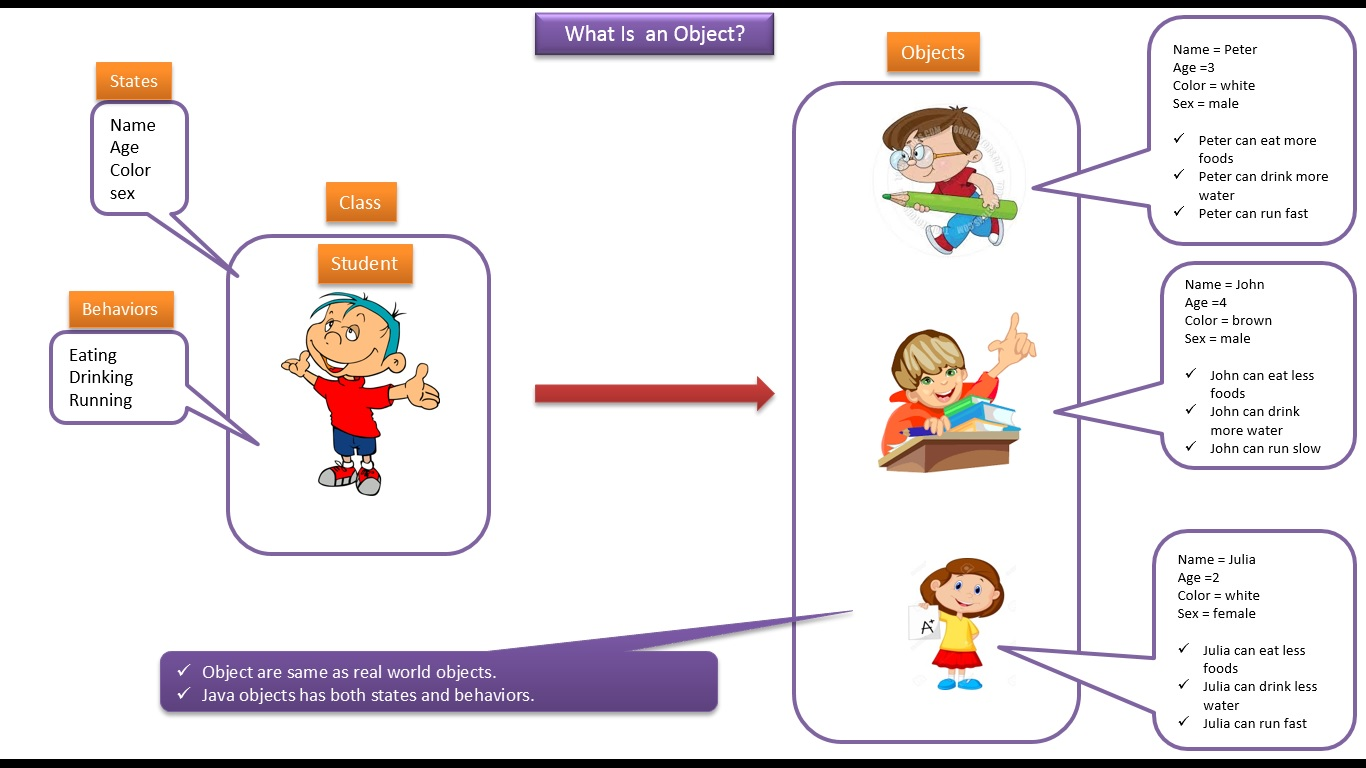 What Is  an Object?
States
Name
Age
Color
sex
Behaviors
Eating
Drinking
Running
Class
Student
Objects
Name = Peter
Age =3
Color = white
Sex = male
✓ Peter can eat more
foods
✓ Peter can drink more
water
✓ Peter can run fast
Name = John
Age =4
Color = brown
Sex = male
✓ John can eat less
foods
✓ John can drink
more water
✓ John can run slow
A+
Name = Julia
Age =2
Color = white
Sex = female
✓ Julia can eat less
foods
✓ Julia can drink less
water
✓ Julia can run fast
✓ Object are same as real world objects.
✓ Java objects has both states and behaviors.